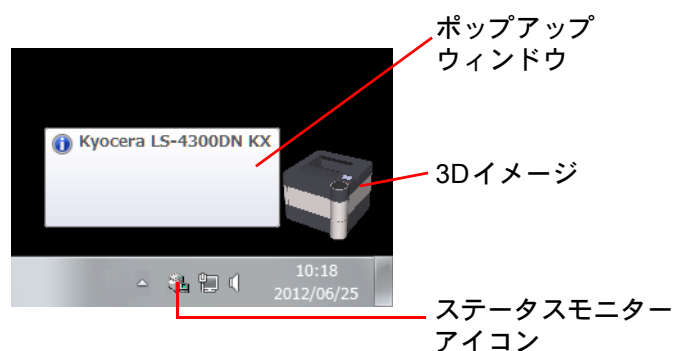 ポップアップ
ウィンドウ
Kyocera LS-4300DN KX
3Dイメージ
10:18
2012/06/25
ステータスモニター
アイコン